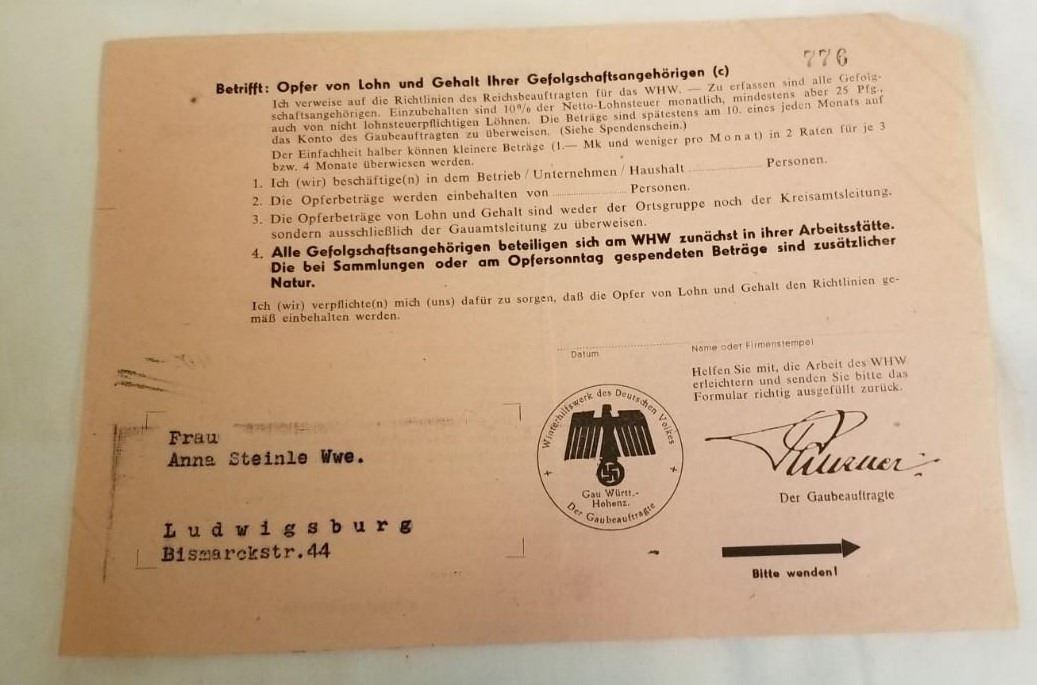 776
Betrifft: Opfer von Lohn und Gehalt Ihrer Gefolgschaftsangehörigen (c)
Ich verweise auf die Richtlinien des Reichsbeauftragten für das WHW. — Zu erfassen sind alle Gefolg-
schaftsangehörigen. Einzubehalten sind 10% der Netto-Lohnsteuer monatlich, mindestens aber 25 Pfg.,
auch von nicht lohnsteuerpflichtigen Löhnen. Die Beträge sind spätestens am 10. eines jeden Monats auf
das Konto des Gaubeauftragten zu überweisen. (Siehe Spendenschein.)
Der Einfachheit halber können kleinere Beträge (1.— Mk und weniger pro Monat) in 2 Raten für je 3
bzw. 4 Monate überwiesen werden.
1. Ich (wir) beschäftige(n) in dem Betrieb / Unternehmen / Haushalt ............ Personen.
2. Die Opferbeträge werden einbehalten von ............ Personen.
3. Die Opferbeträge von Lohn und Gehalt sind weder der Ortsgruppe noch der Kreisamtsleitung,
sondern ausschließlich der Gauamtsleitung zu überweisen.
4. Alle Gefolgschaftsangehörigen beteiligen sich am WHW zunächst in ihrer Arbeitsstätte.
Die bei Sammlungen oder am Opfersonntag gespendeten Beträge sind zusätzlicher
Natur.
Ich (wir) verpflichte(n) mich (uns) dafür zu sorgen, daß die Opfer von Lohn und Gehalt den Richtlinien ge-
mäß einbehalten werden.
Datum
Name oder Firmenstempel
Helfen Sie mit, die Arbeit des WHW
erleichtern und senden Sie bitte das
Formular richtig ausgefüllt zurück.
Frau
Anna Steinle Wwe.
Ludwigsburg
Bismarckstr.44
Winterhilfswerk des Deutschen Volkes
Gau Württ.-
Hohenz.
Der Gaubeauftragte
Der Gaubeauftragte
Bitte wenden!